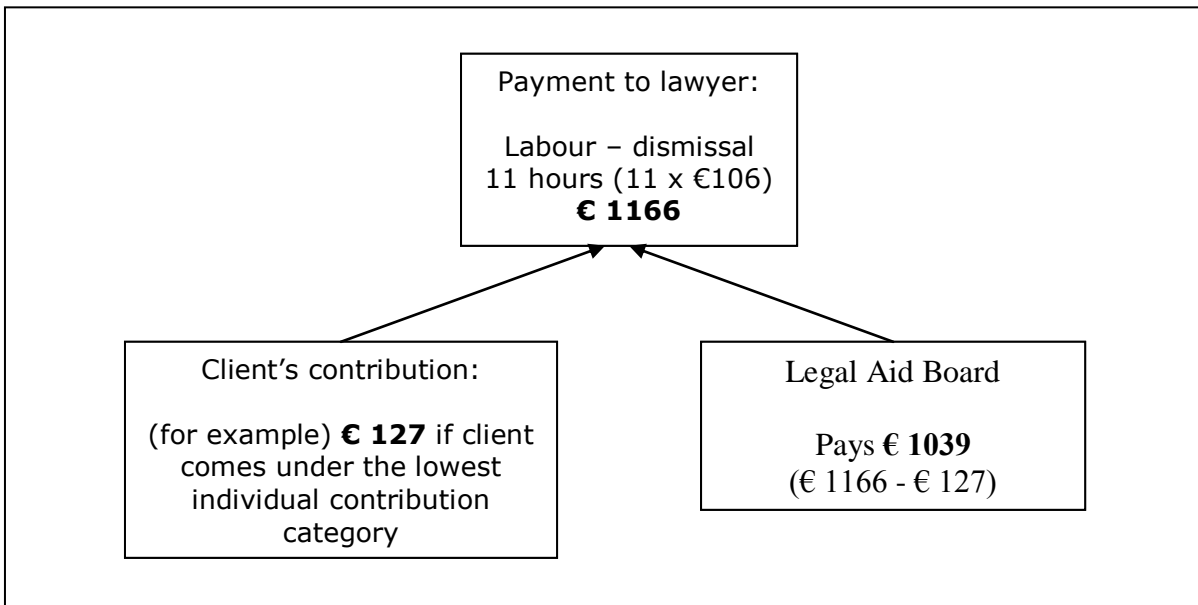 Payment to lawyer:
Labour – dismissal
11 hours (11 x €106)
€ 1166
Client’s contribution:
(for example) € 127 if client
comes under the lowest
individual contribution
category
Legal Aid Board
Pays € 1039
(€ 1166 - € 127)